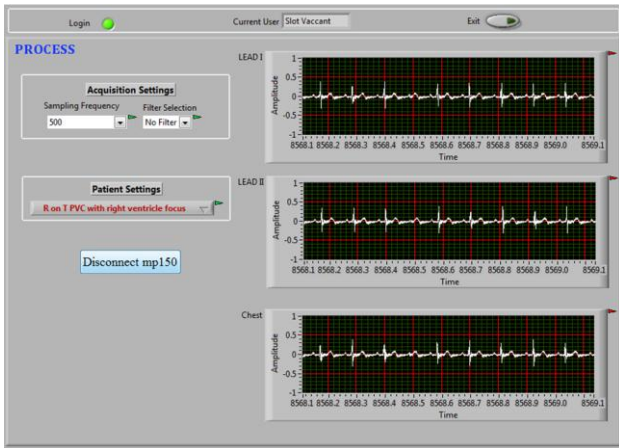 Login
Current User
Slot Vaccant
Exit
PROCESS
Acquisition Settings
Sampling Frequency
Filter Selection
500
No Filter
Patient Settings
R on T PVC with right ventricle focus
Disconnect mp150
LEAD I
Amplitude
1
0.5
0
-0.5
-1
8568.1 8568.2 8568.3 8568.4 8568.5 8568.6 8568.7 8568.8 8568.9 8569.0 8569.1
Time
LEAD II
Amplitude
1
0.5
0
-0.5
-1
8568.1 8568.2 8568.3 8568.4 8568.5 8568.6 8568.7 8568.8 8568.9 8569.0 8569.1
Time
Chest
Amplitude
1
0.5
0
-0.5
-1
8568.1 8568.2 8568.3 8568.4 8568.5 8568.6 8568.7 8568.8 8568.9 8569.0 8569.1
Time